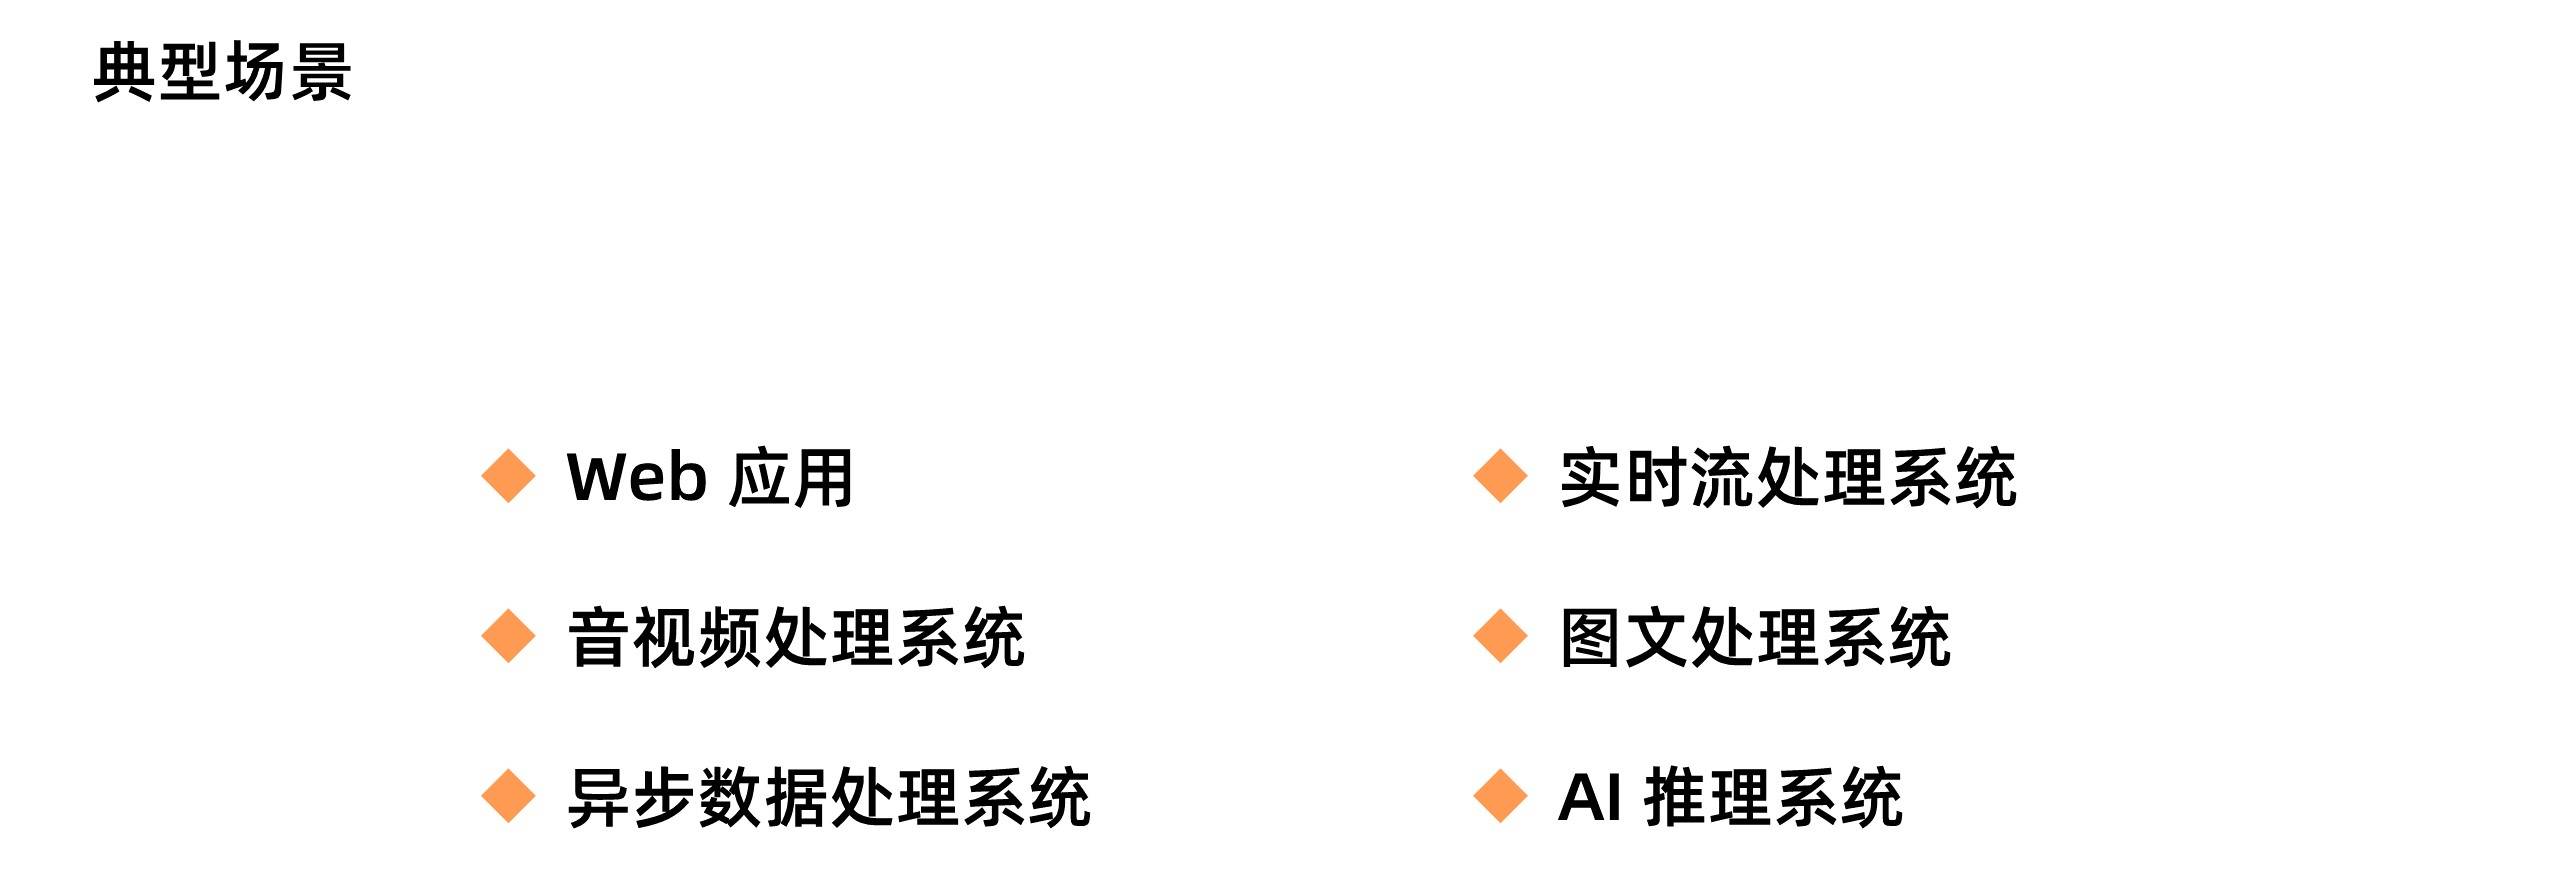 典型场景
Web 应用
实时流处理系统
音视频处理系统
图文处理系统
异步数据处理系统
AI 推理系统